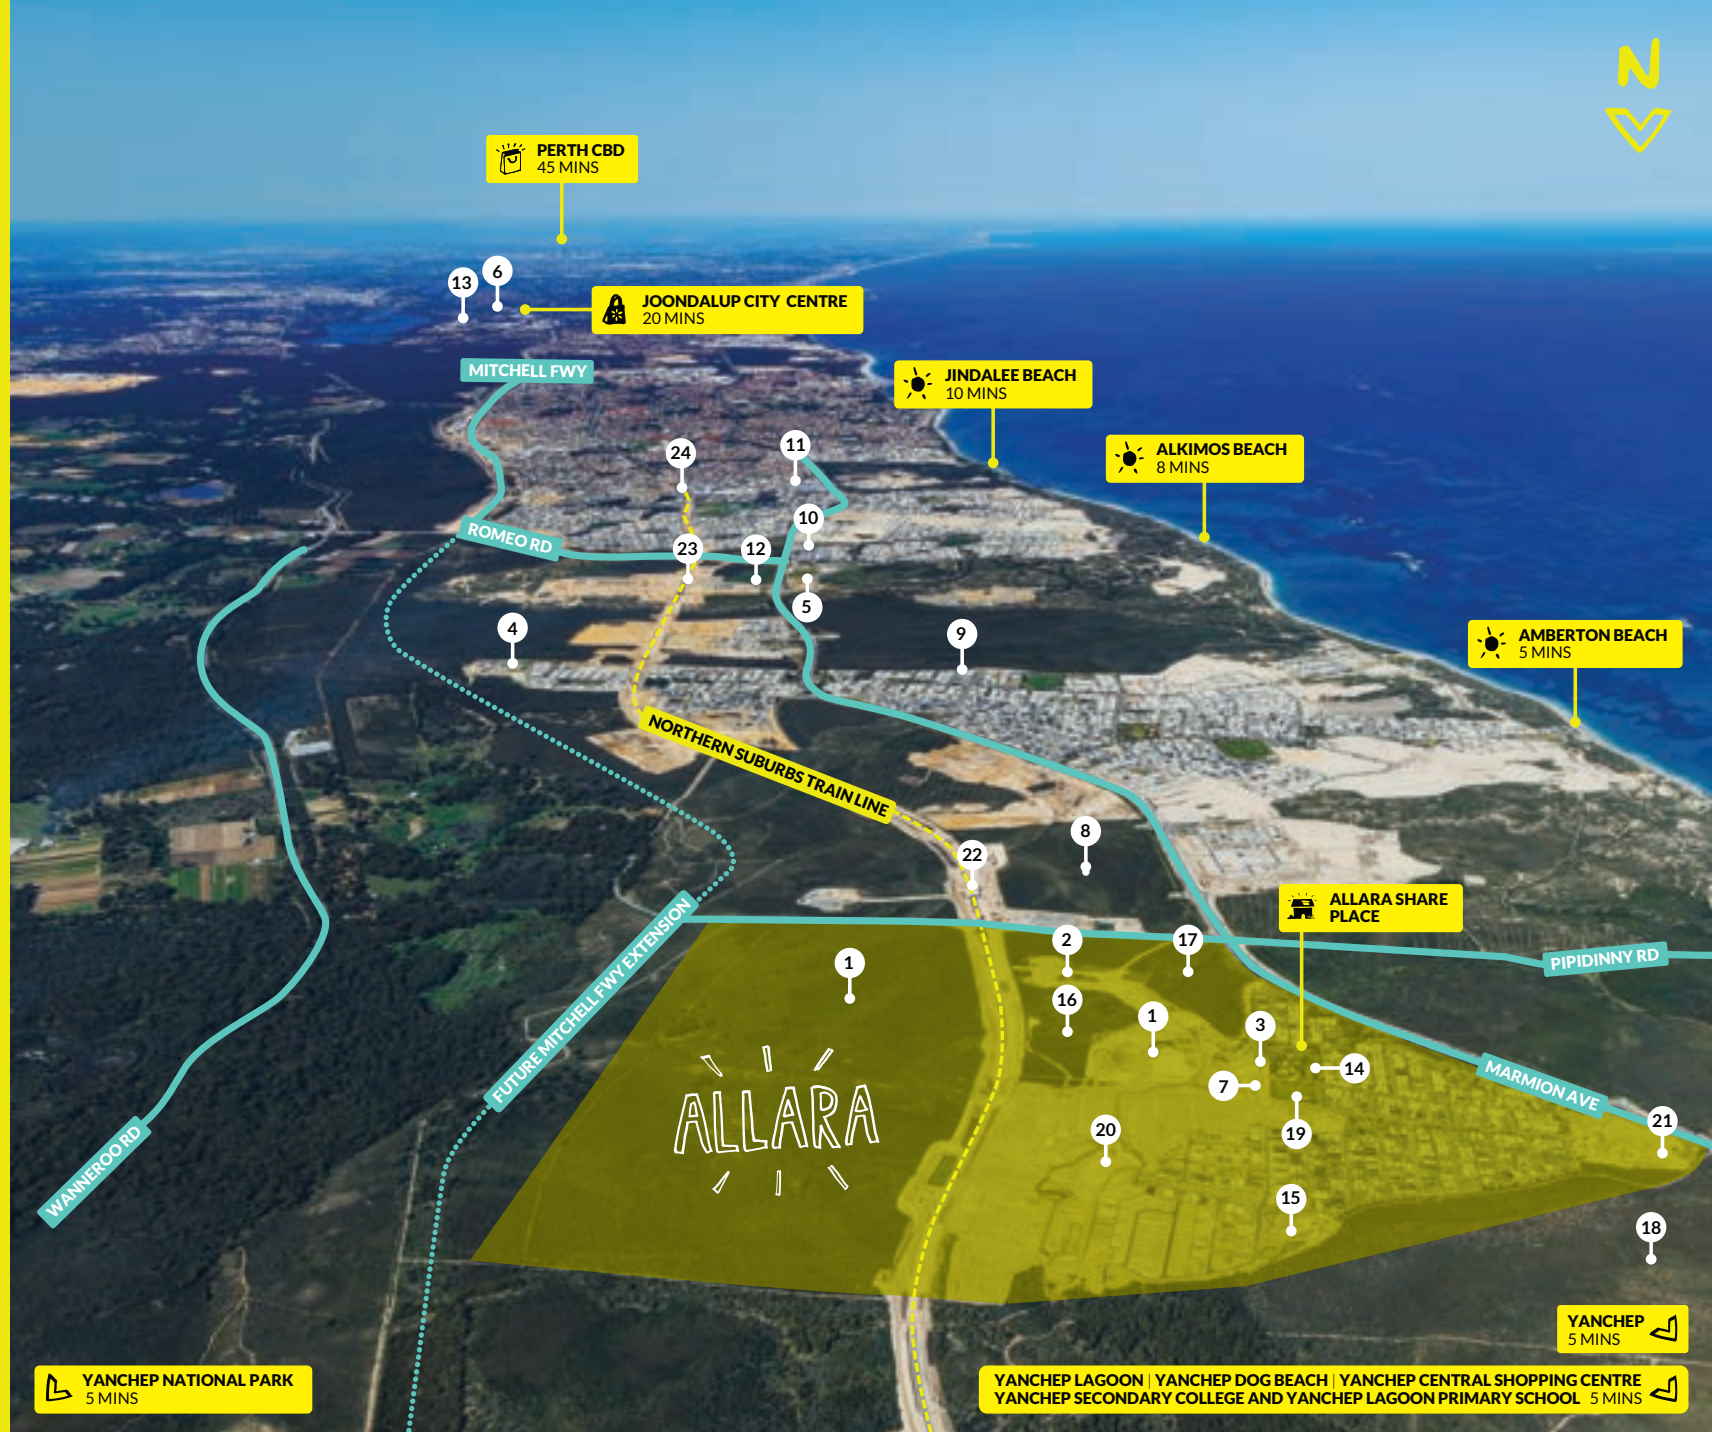 N
PERTH CBD
45 MINS
13
6
JOONDALUP CITY CENTRE
20 MINS
MITCHELL FWY
JINDALEE BEACH
10 MINS
24
11
ALKIMOS BEACH
8 MINS
10
ROMEO RD
23
12
5
4
9
AMBERTON BEACH
5 MINS
NORTHERN SUBURBS TRAIN LINE
8
22
ALLARA SHARE
PLACE
FUTURE MITCHELL FWY EXTENSION
2
17
PIPIDINNY RD
1
16
1
3
14
7
MARMION AVE
ALLARA
20
19
21
WANNEROO RD
15
18
YANCHEP
5 MINS
YANCHEP NATIONAL PARK
5 MINS
YANCHEP LAGOON | YANCHEP DOG BEACH | YANCHEP CENTRAL SHOPPING CENTRE
YANCHEP SECONDARY COLLEGE AND YANCHEP LAGOON PRIMARY SCHOOL 5 MINS